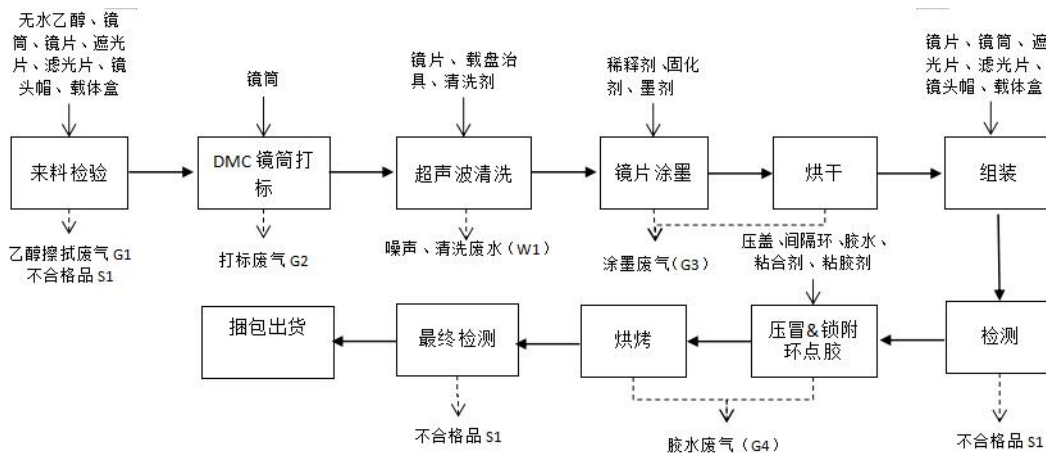 无水乙醇、镜
筒、镜片、遮光
片、滤光片、镜
头帽、载体盒
镜筒
镜片、载盘治
具、清洗剂
稀释剂、固化
剂、墨剂
镜片、镜筒、遮
光片、滤光片、
镜头帽、载体盒
来料检验
DMC 镜筒打
标
超声波清洗
镜片涂墨
烘干
组装
乙醇擦拭废气 G1
不合格品 S1
打标废气 G2
噪声、清洗废水（W1）
涂墨废气（G3）
压盖、间隔环、胶水、
粘合剂、粘胶剂
捆包出货
最终检测
烘烤
压冒&锁附
环点胶
检测
不合格品 S1
胶水废气（G4）
不合格品 S1